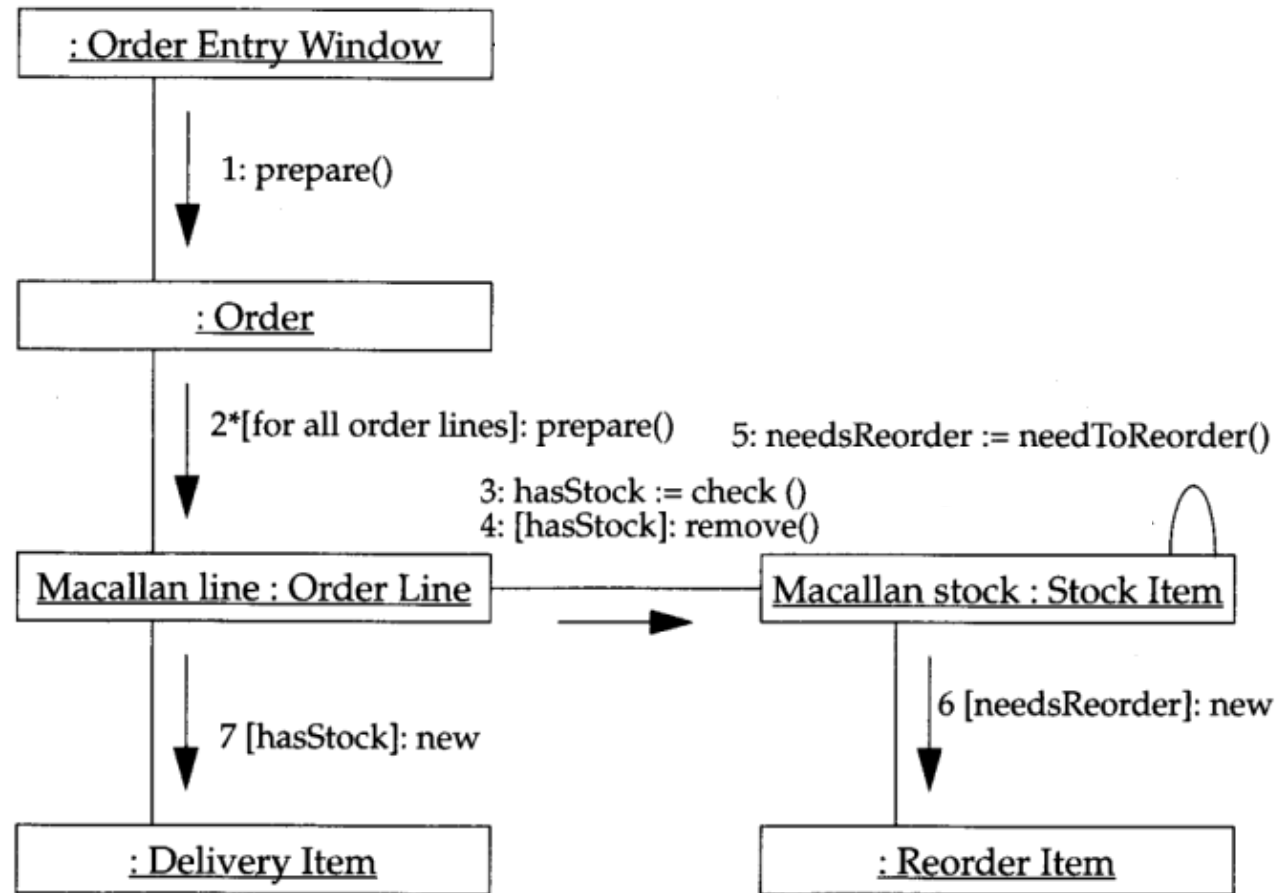 : Order Entry Window
1: prepare()
: Order
2*[for all order lines]: prepare()
5: needsReorder := needToReorder()
3: hasStock := check ()
4: [hasStock]: remove()
Macallan line : Order Line
Macallan stock : Stock Item
6 [needsReorder]: new
7 [hasStock]: new
: Delivery Item
: Reorder Item